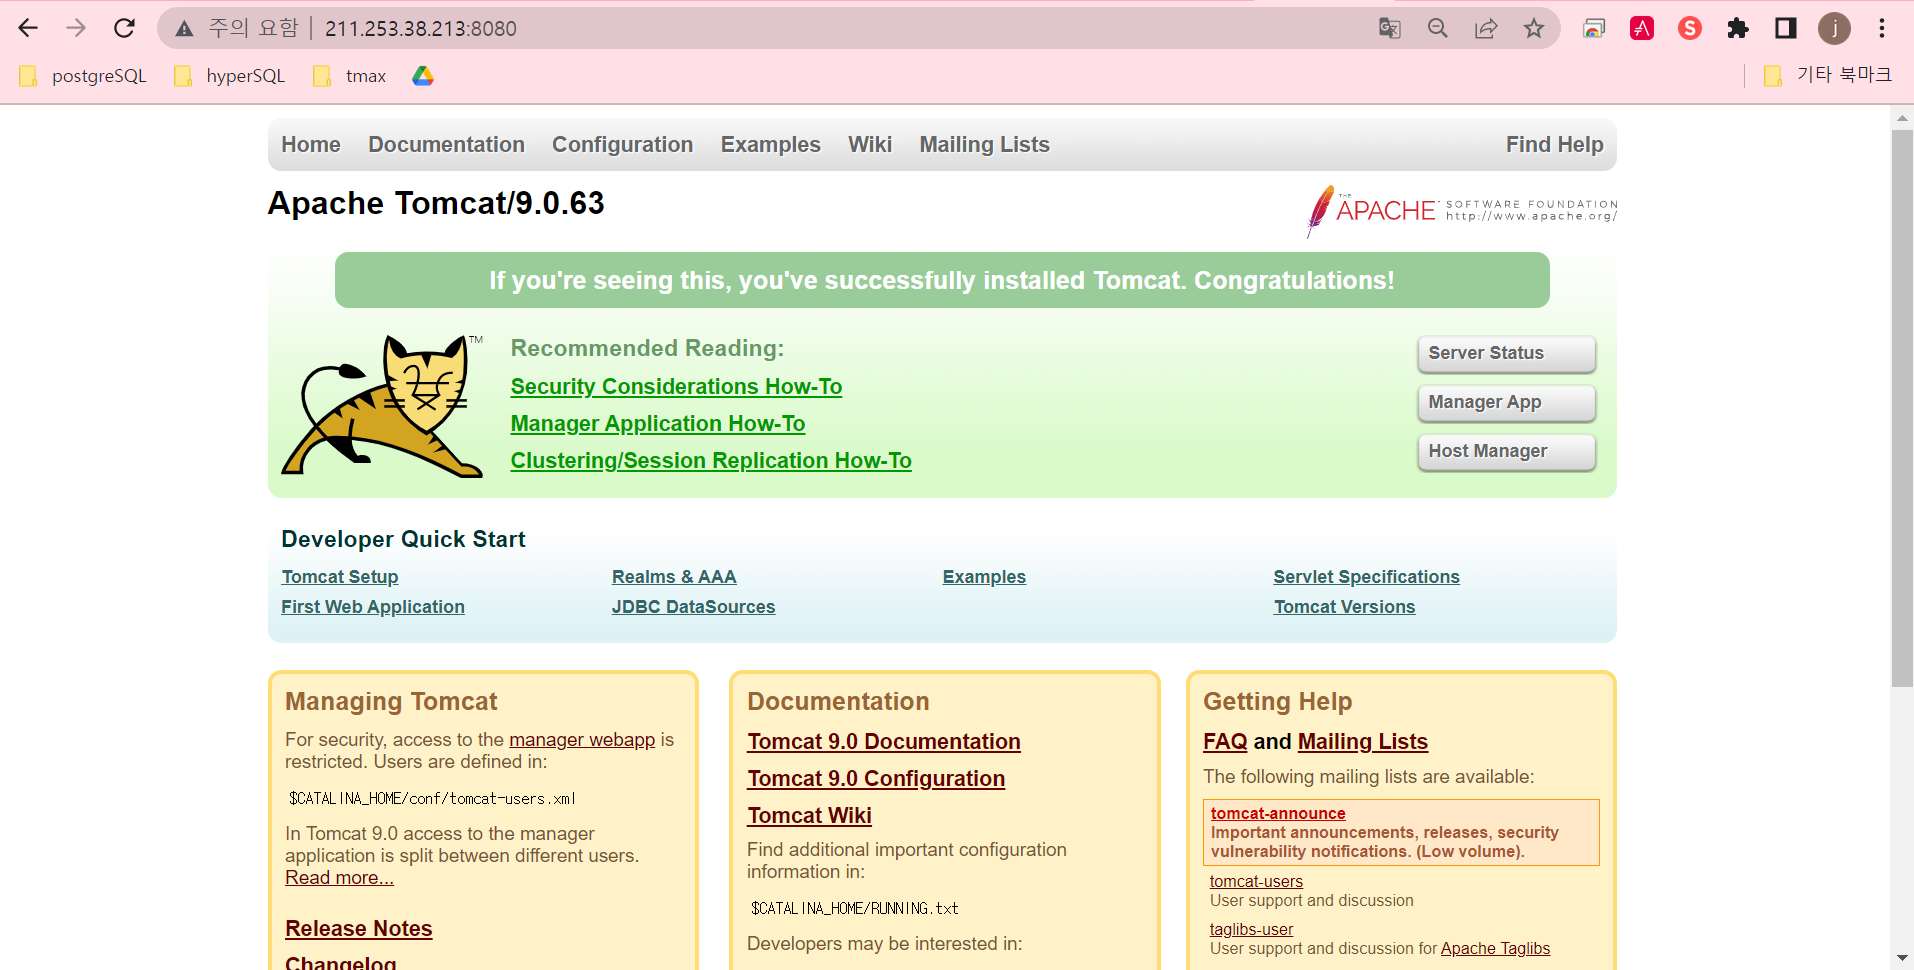 주의 요함 | 211.253.38.213:8080
postgreSQL hyperSQL tmax 기타 북마크
j
Home Documentation Configuration Examples Wiki Mailing Lists Find Help
Apache Tomcat/9.0.63
THE APACHE SOFTWARE FOUNDATION
http://www.apache.org/
If you're seeing this, you've successfully installed Tomcat. Congratulations!
TM
Recommended Reading:
Security Considerations How-To
Manager Application How-To
Clustering/Session Replication How-To
Server Status
Manager App
Host Manager
Developer Quick Start
Tomcat Setup
First Web Application
Realms & AAA
JDBC DataSources
Examples
Servlet Specifications
Tomcat Versions
Managing Tomcat
For security, access to the manager webapp is
restricted. Users are defined in:
$CATALINA_HOME/conf/tomcat-users.xml
In Tomcat 9.0 access to the manager
application is split between different users.
Read more...
Release Notes
Changelog
Documentation
Tomcat 9.0 Documentation
Tomcat 9.0 Configuration
Tomcat Wiki
Find additional important configuration
information in:
$CATALINA_HOME/RUNNING.txt
Developers may be interested in:
Getting Help
FAQ and Mailing Lists
The following mailing lists are available:
tomcat-announce
Important announcements, releases, security
vulnerability notifications. (Low volume).
tomcat-users
User support and discussion
taglibs-user
User support and discussion for Apache Taglibs